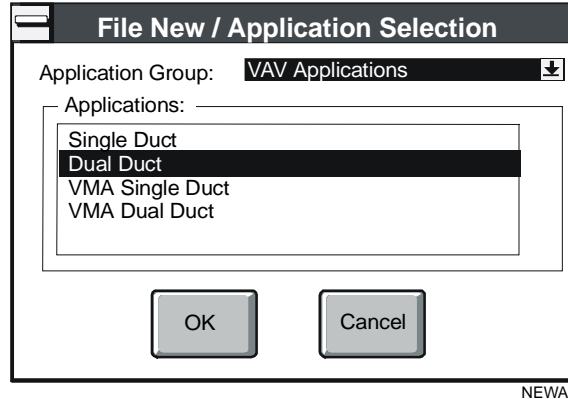 File New / Application Selection
Application Group: VAV Applications
Applications:
Single Duct
Dual Duct
VMA Single Duct
VMA Dual Duct
OK Cancel
NEWA